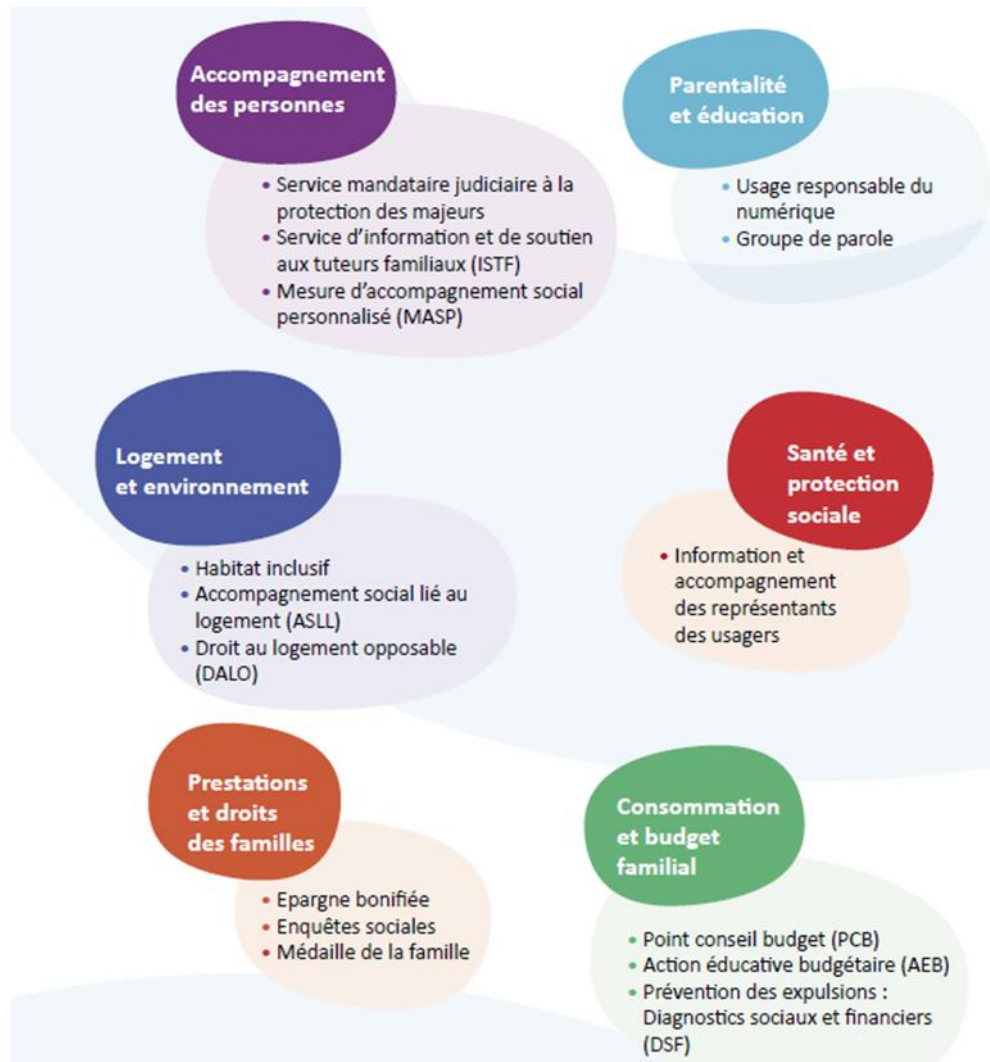 Accompagnement
des personnes
• Service mandataire judiciaire à la
protection des majeurs
• Service d'information et de soutien
aux tuteurs familiaux (ISTF)
• Mesure d'accompagnement social
personnalisé (MASP)
Parentalité
et éducation
• Usage responsable du
numérique
• Groupe de parole
Logement
et environnement
• Habitat inclusif
• Accompagnement social lié au
logement (ASLL)
• Droit au logement opposable
(DALO)
Santé et
protection
sociale
• Information et
accompagnement
des représentants
des usagers
Prestations
et droits
des familles
• Epargne bonifiée
• Enquêtes sociales
• Médaille de la famille
Consommation
et budget
familial
• Point conseil budget (PCB)
• Action éducative budgétaire (AEB)
• Prévention des expulsions :
Diagnostics sociaux et financiers
(DSF)